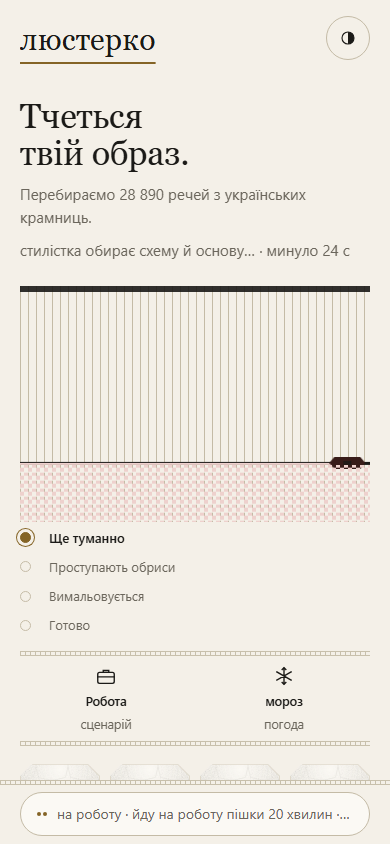 люстерко
Тчеться
твій образ.
Перебираємо 28 890 речей з українських
крамниць.
стилістка обирає схему й основу… · минуло 24 с
Ще туманно
Проступають обриси
Вимальовується
Готово
Робота
сценарій
мороз
погода
на роботу · йду на роботу пішки 20 хвилин ·…